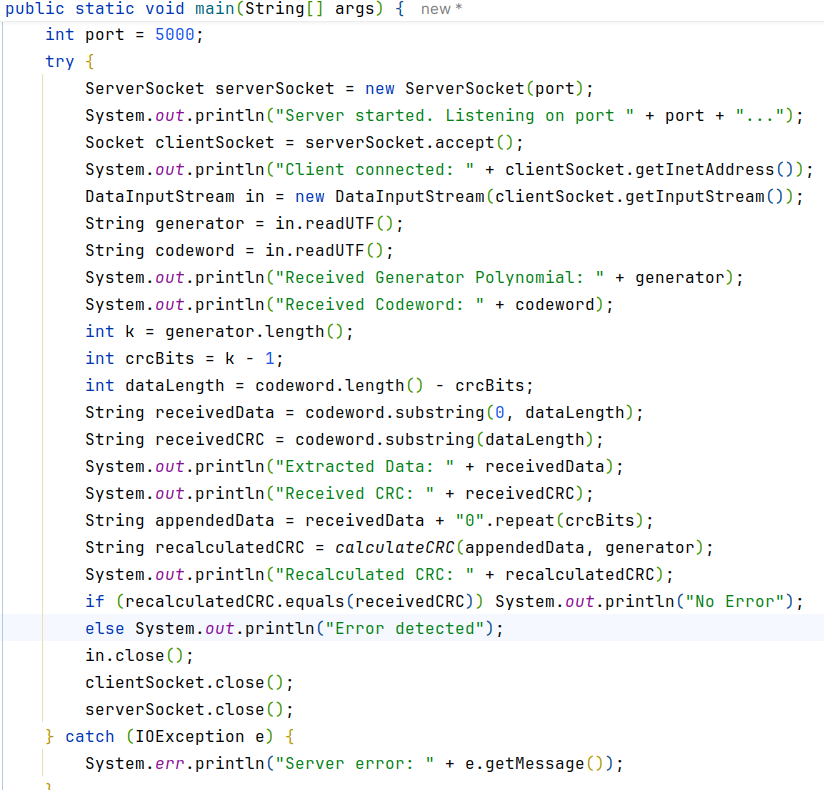 public static void main(String[] args) {  new *
    int port = 5000;
    try {
        ServerSocket serverSocket = new ServerSocket(port);
        System.out.println("Server started. Listening on port " + port + "...");
        Socket clientSocket = serverSocket.accept();
        System.out.println("Client connected: " + clientSocket.getInetAddress());
        DataInputStream in = new DataInputStream(clientSocket.getInputStream());
        String generator = in.readUTF();
        String codeword = in.readUTF();
        System.out.println("Received Generator Polynomial: " + generator);
        System.out.println("Received Codeword: " + codeword);
        int k = generator.length();
        int crcBits = k - 1;
        int dataLength = codeword.length() - crcBits;
        String receivedData = codeword.substring(0, dataLength);
        String receivedCRC = codeword.substring(dataLength);
        System.out.println("Extracted Data: " + receivedData);
        System.out.println("Received CRC: " + receivedCRC);
        String appendedData = receivedData + "0".repeat(crcBits);
        String recalculatedCRC = calculateCRC(appendedData, generator);
        System.out.println("Recalculated CRC: " + recalculatedCRC);
        if (recalculatedCRC.equals(receivedCRC)) System.out.println("No Error");
        else System.out.println("Error detected");
        in.close();
        clientSocket.close();
        serverSocket.close();
    } catch (IOException e) {
        System.err.println("Server error: " + e.getMessage());
    }